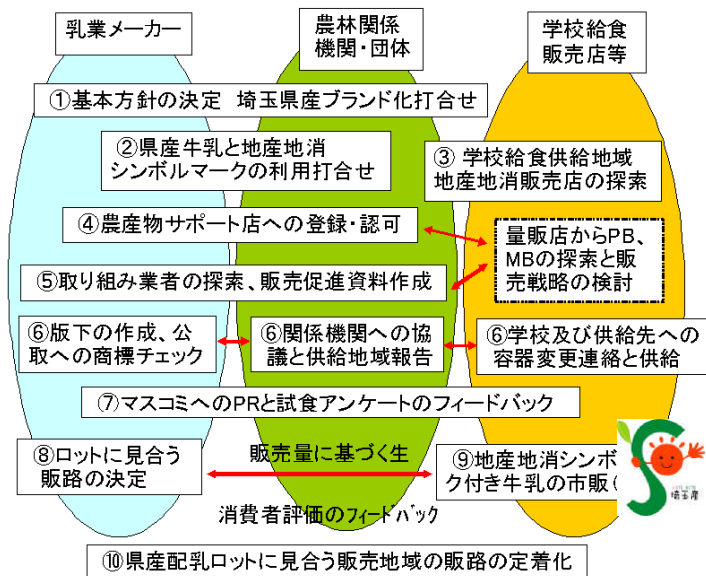 乳業メーカー
農林関係
機関・団体
学校給食
販売店等
①基本方針の決定 埼玉県産ブランド化打合せ
②県産牛乳と地産地消
シンボルマークの利用打合せ
③ 学校給食供給地域
地産地消販売店の探索
④農産物サポート店への登録・認可
量販店からPB、
MBの探索と販
売戦略の検討
⑤取り組み業者の探索、販売促進資料作成
⑥版下の作成、公
取への商標チェック
⑥関係機関への協
議と供給地域報告
⑥学校及び供給先への
容器変更連絡と供給
⑦マスコミへのPRと試食アンケートのフィードバック
⑧ロットに見合う
販路の決定
販売量に基づく生
⑨地産地消シンボ
ク付き牛乳の市販(
埼玉産
消費者評価のフィードバック
⑩県産配乳ロットに見合う販売地域の販路の定着化